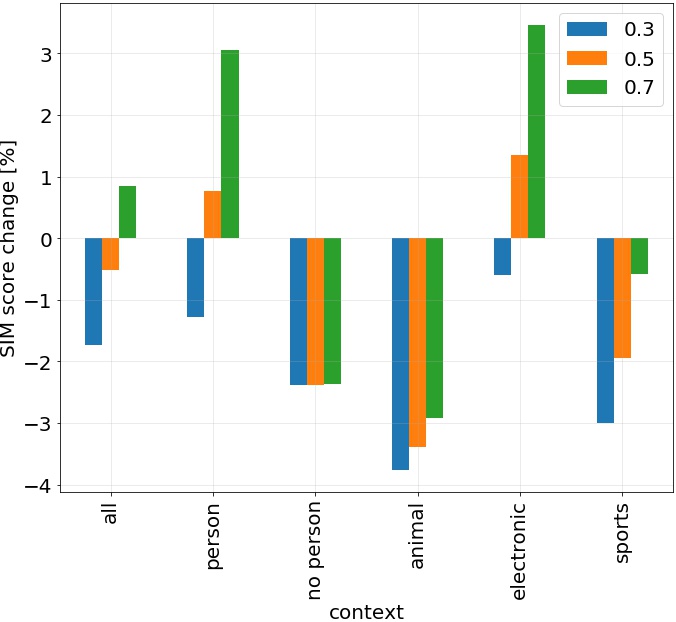 SIM score change [%]
3
2
1
0
−1
−2
−3
−4
0.3
0.5
0.7
all
person
no person
animal
electronic
sports
context